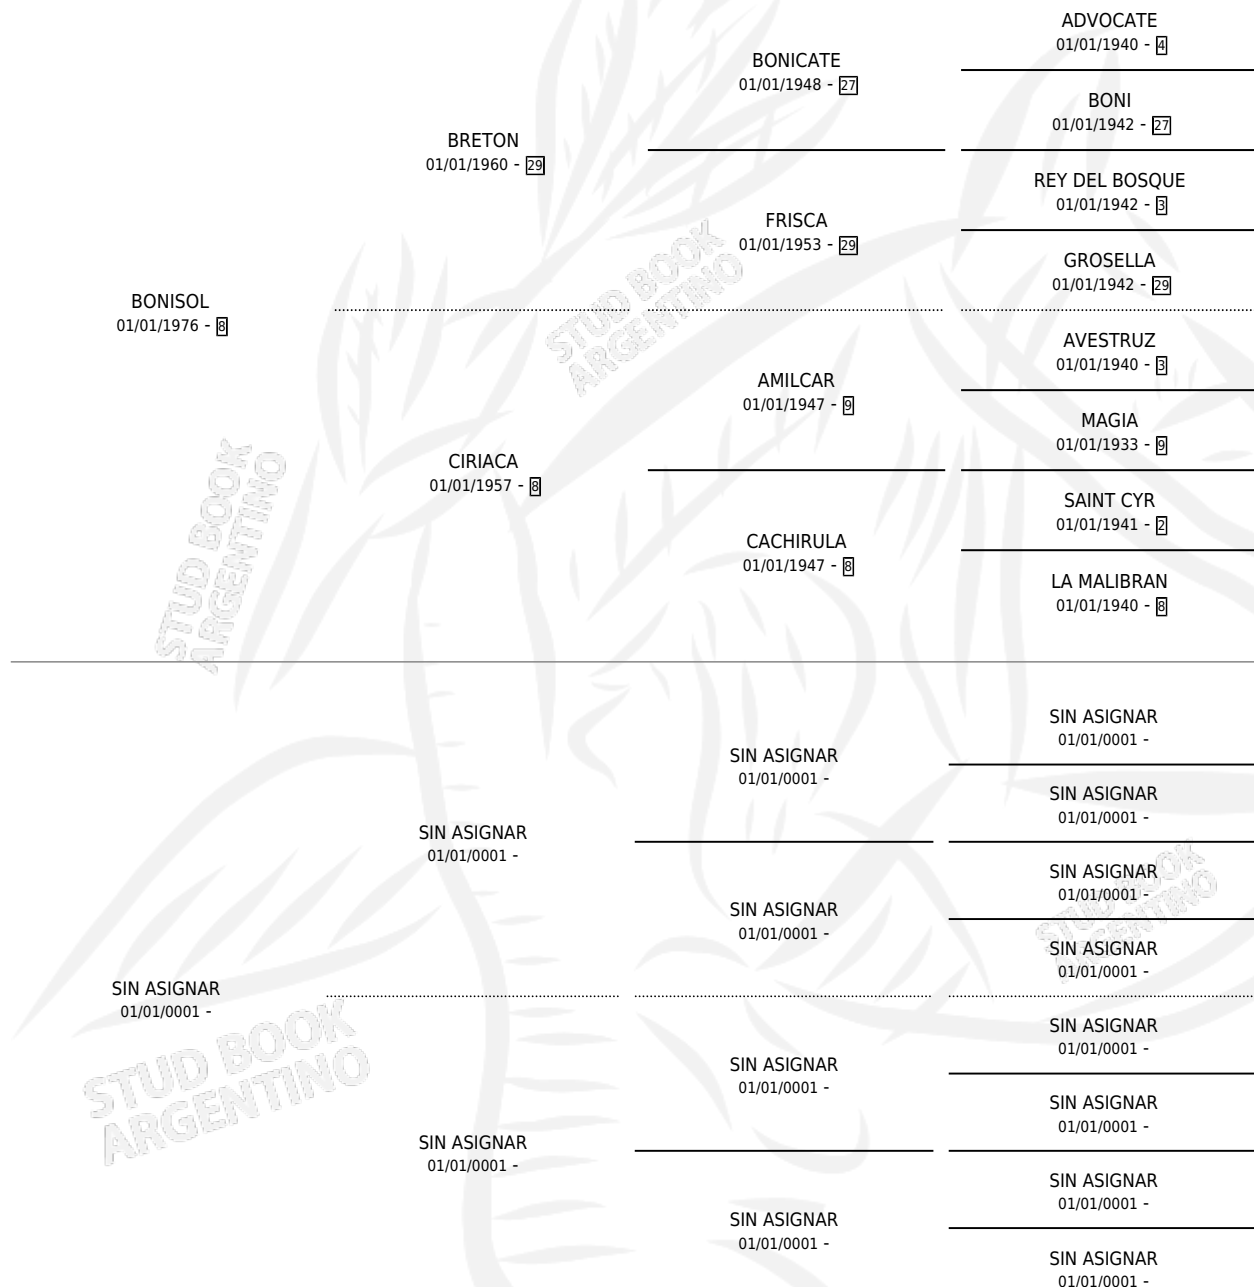 ADVOCATE
01/01/1940 - 4
BONICATE
01/01/1948 - 27
BONI
01/01/1942 - 27
BRETON
01/01/1960 - 29
REY DEL BOSQUE
01/01/1942 - 3
FRISCA
01/01/1953 - 29
GROSELLA
01/01/1942 - 29
BONISOL
01/01/1976 - 8
AVESTRUZ
01/01/1940 - 3
AMILCAR
01/01/1947 - 9
MAGIA
01/01/1933 - 9
CIRIACA
01/01/1957 - 8
SAINT CYR
01/01/1941 - 2
CACHIRULA
01/01/1947 - 8
LA MALIBRAN
01/01/1940 - 8
STUD BOOK
ARGENTINO
STUD BOOK
ARGENTINO
SIN ASIGNAR
01/01/0001 -
SIN ASIGNAR
01/01/0001 -
SIN ASIGNAR
01/01/0001 -
SIN ASIGNAR
01/01/0001 -
SIN ASIGNAR
01/01/0001 -
SIN ASIGNAR
01/01/0001 -
SIN ASIGNAR
01/01/0001 -
SIN ASIGNAR
01/01/0001 -
SIN ASIGNAR
01/01/0001 -
SIN ASIGNAR
01/01/0001 -
SIN ASIGNAR
01/01/0001 -
SIN ASIGNAR
01/01/0001 -
SIN ASIGNAR
01/01/0001 -
SIN ASIGNAR
01/01/0001 -
SIN ASIGNAR
01/01/0001 -
STUD BOOK
ARGENTINO
STUD BOOK
ARGENTINO